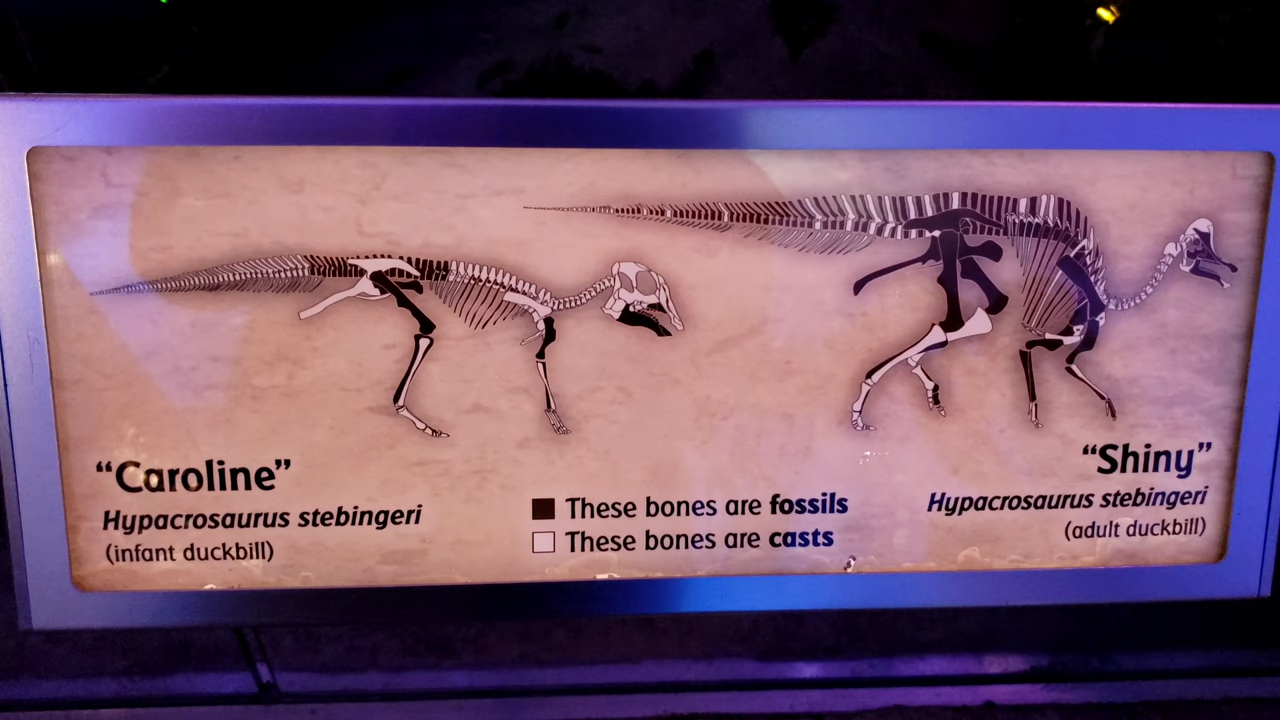 “Caroline”
Hypacrosaurus stebingeri
(infant duckbill)
These bones are fossils
These bones are casts
“Shiny”
Hypacrosaurus stebingeri
(adult duckbill)